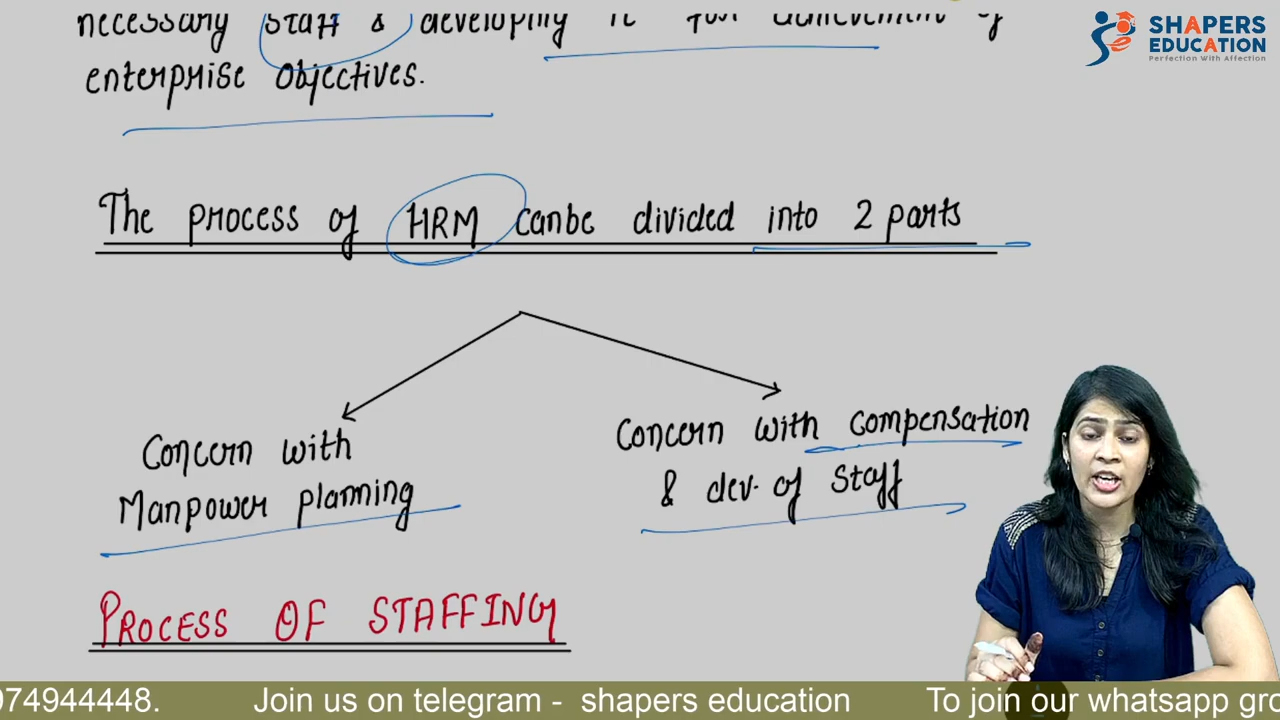 necessary staff & developing it for achievement of
enterprise objectives.
SHAPERS
EDUCATION
Perfection With Affection
The process of HRM canbe divided into 2 parts
Concern with
Manpower planning
Concern with compensation
& dev. of staff
PROCESS OF STAFFING
974944448. Join us on telegram - shapers education To join our whatsapp gro